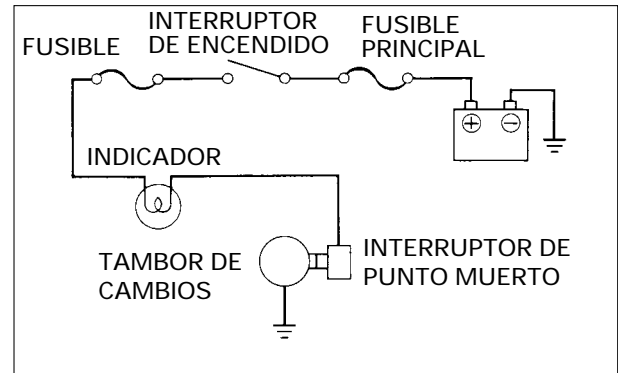 FUSIBLE
INTERRUPTOR
DE ENCENDIDO
FUSIBLE
PRINCIPAL
+ −
INDICADOR
TAMBOR DE
CAMBIOS
INTERRUPTOR DE
PUNTO MUERTO